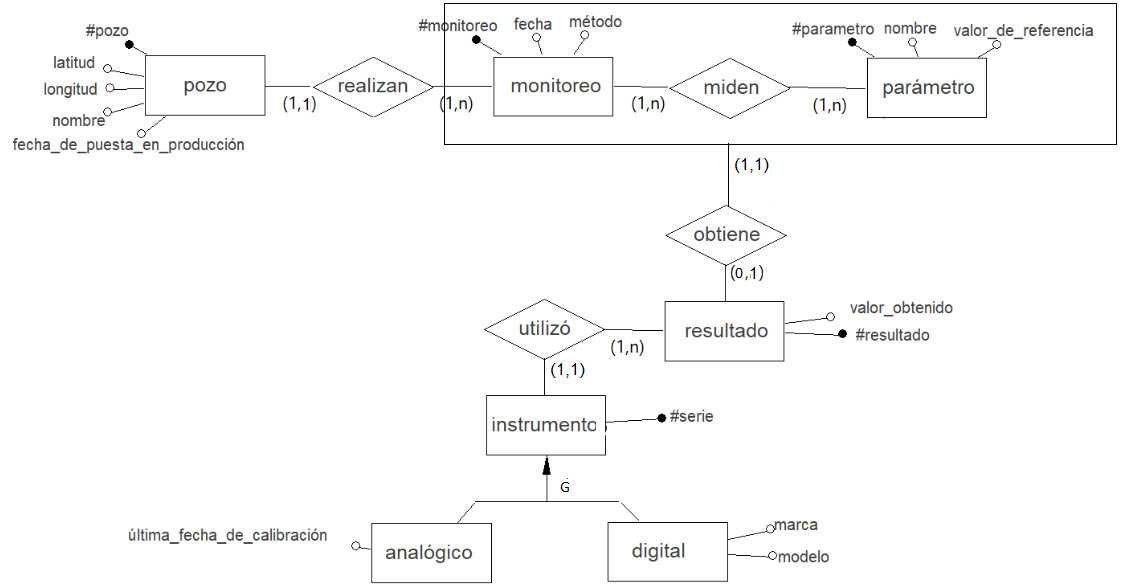 #pozo
latitud
longitud
nombre
fecha_de_puesta_en_producción
pozo
(1,1)
realizan
(1,n)
#monitoreo
fecha
método
monitoreo
(1,n)
miden
(1,n)
#parametro
nombre
valor_de_referencia
parámetro
(1,1)
obtiene
(0,1)
resultado
valor_obtenido
#resultado
(1,n)
utilizó
(1,1)
instrumento
#serie
G
última_fecha_de_calibración
analógico
digital
marca
modelo